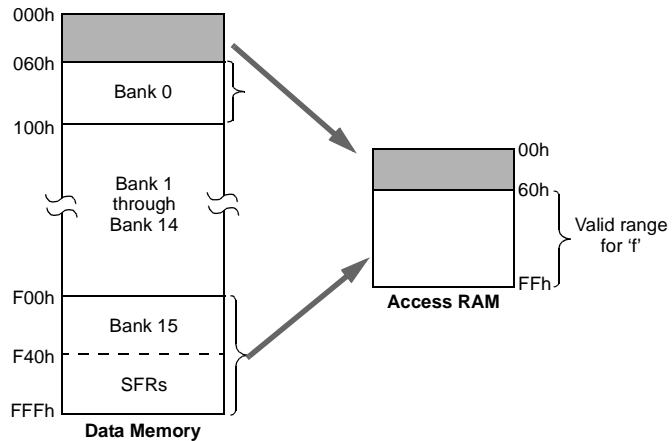 000h
060h
Bank 0
100h
Bank 1
through
Bank 14
F00h
Bank 15
F40h
SFRs
FFFh
Data Memory
00h
60h
Valid range
for ‘f’
FFh
Access RAM